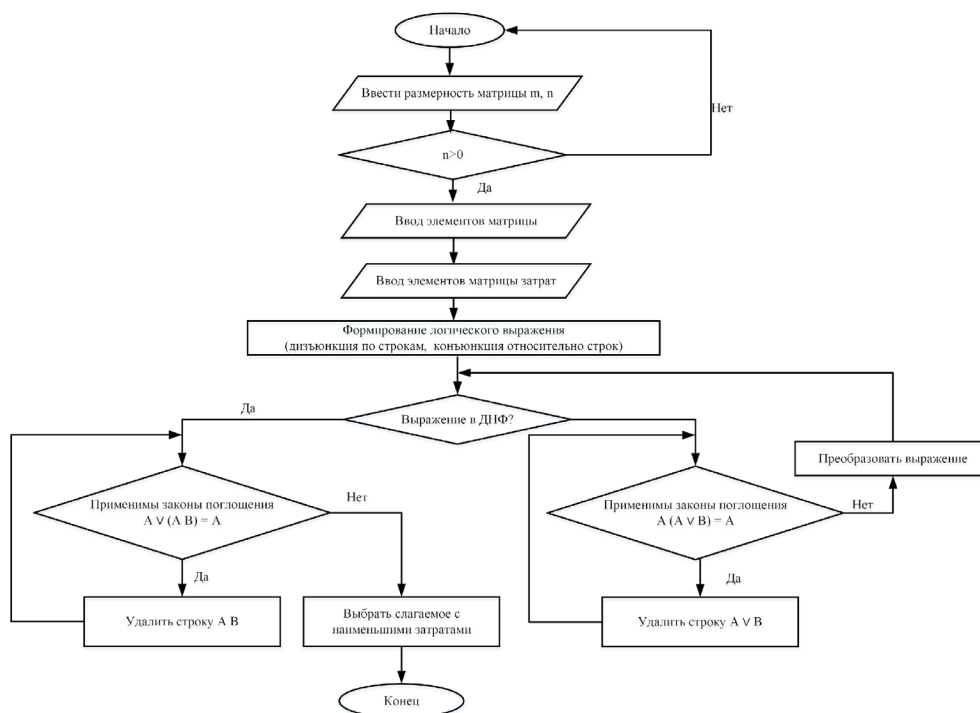 Начало
Ввести размерность матрицы m, n
Нет
n>0
Да
Ввод элементов матрицы
Ввод элементов матрицы затрат
Формирование логического выражения
(дизъюнкция по строкам, конъюнкция относительно строк)
Да
Выражение в ДНФ?
Преобразовать выражение
Применимы законы поглощения
A ∨ (A B) = A
Нет
Применимы законы поглощения
A (A ∨ B) = A
Нет
Да
Да
Удалить строку A B
Выбрать слагаемое с
наименьшими затратами
Удалить строку A ∨ B
Конец